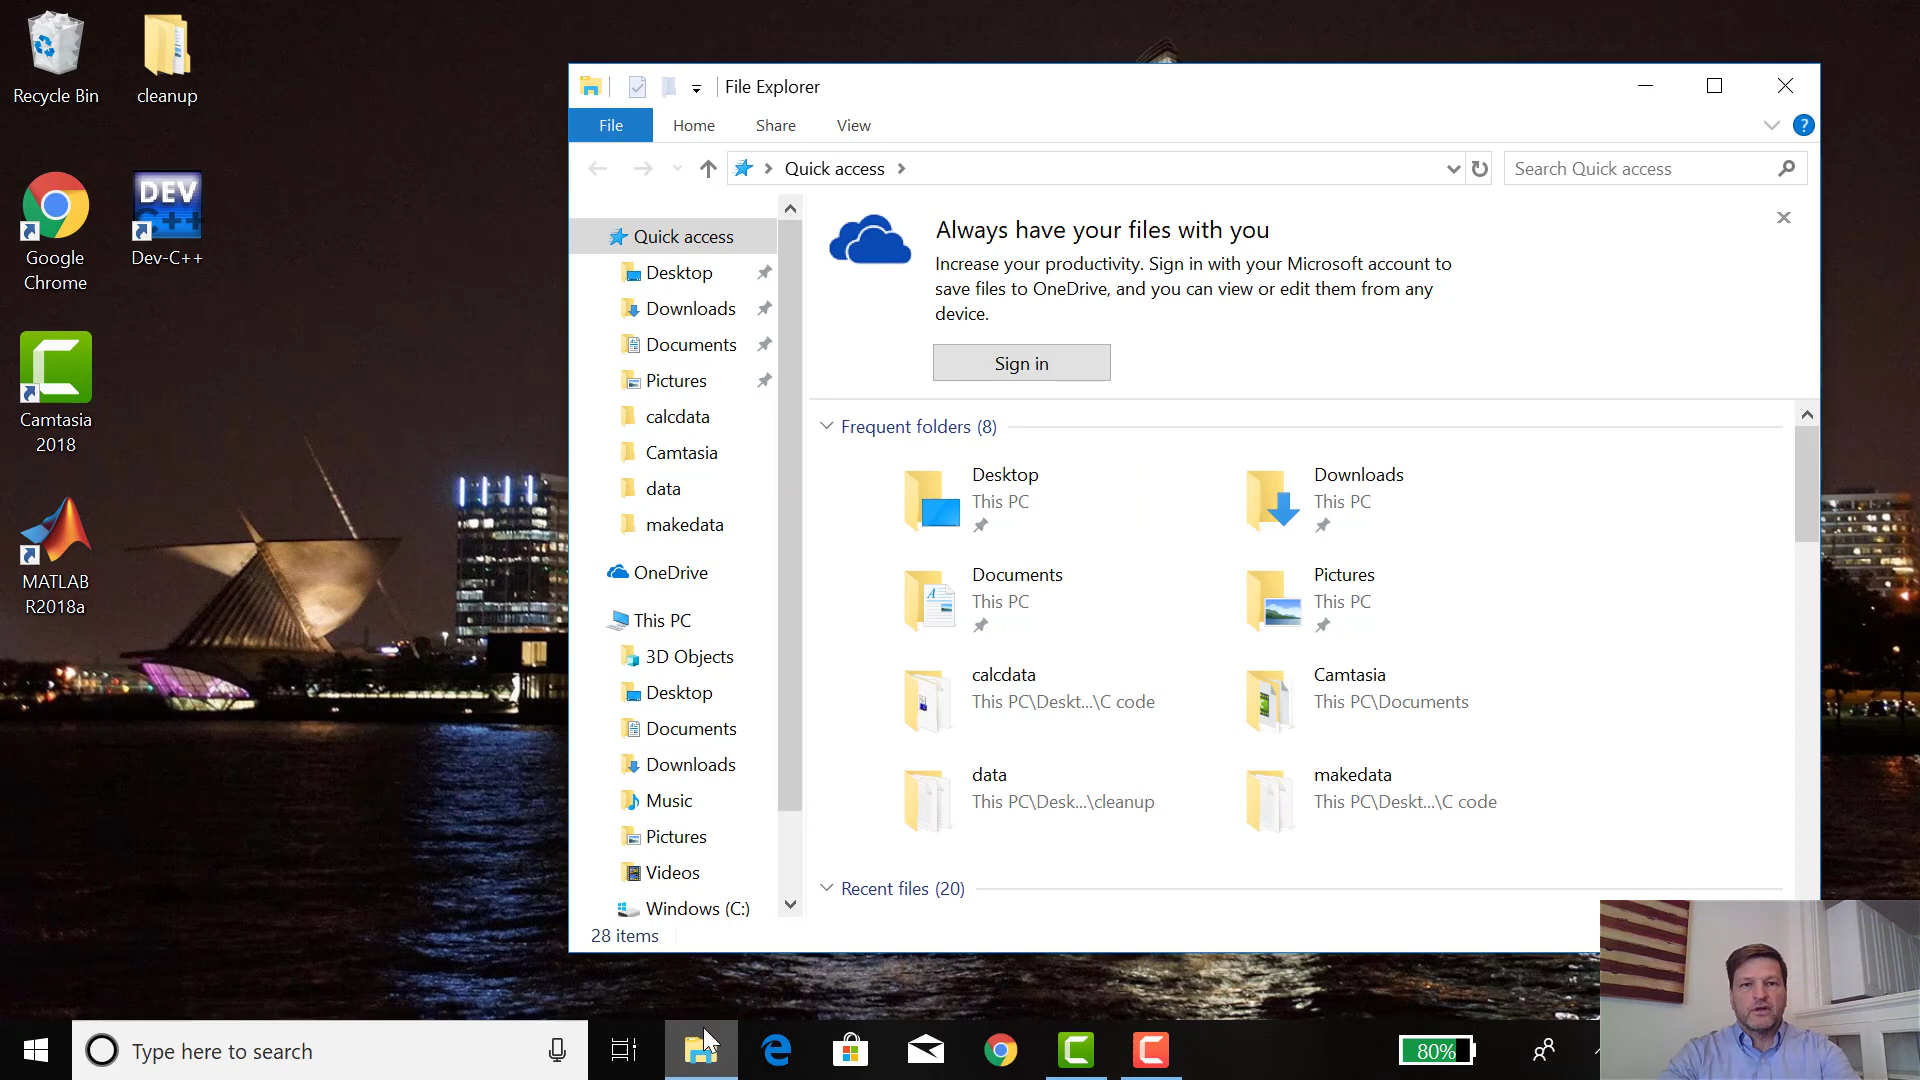 Recycle Bin
cleanup
Google
Chrome
DEV
C++
Dev-C++
Camtasia
2018
MATLAB
R2018a
File Explorer
File
Home
Share
View
?
Quick access
Search Quick access
Quick access
Desktop
Downloads
Documents
Pictures
calcdata
Camtasia
data
makedata
OneDrive
This PC
3D Objects
Desktop
Documents
Downloads
Music
Pictures
Videos
Windows (C:)
28 items
Always have your files with you
Increase your productivity. Sign in with your Microsoft account to
save files to OneDrive, and you can view or edit them from any
device.
Sign in
Frequent folders (8)
Desktop
This PC
Downloads
This PC
Documents
This PC
Pictures
This PC
calcdata
This PC\Deskt...\C code
Camtasia
This PC\Documents
data
This PC\Desk...\cleanup
makedata
This PC\Deskt...\C code
Recent files (20)
Type here to search
80%